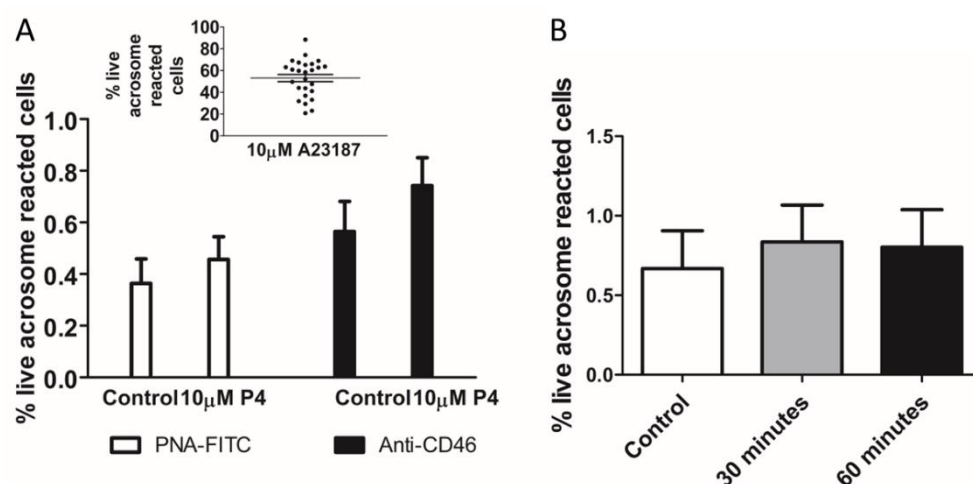 A
% live
acrosome
reacted
cells
100
80
60
40
20
0
10μM A23187
% live acrosome reacted cells
1.0
0.8
0.6
0.4
0.2
0.0
Control 10μM P4
Control 10μM P4
PNA-FITC
Anti-CD46
B
% live acrosome reacted cells
1.5
1.0
0.5
0.0
Control
30 minutes
60 minutes